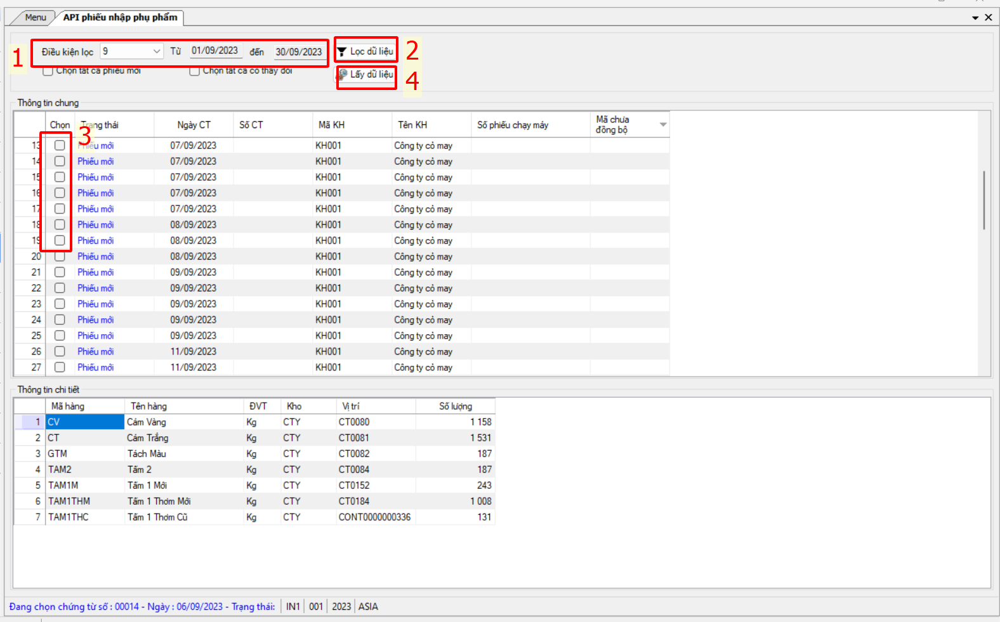 Menu API phiếu nhập phụ phẩm
1 Điều kiện lọc 9 Từ 01/09/2023 đến 30/09/2023 Lọc dữ liệu 2
Chọn tất cả phiếu mới Chọn tất cả có thay đổi Lấy dữ liệu 4
Thông tin chung
Chọn Trạng thái Ngày CT Số CT Mã KH Tên KH Số phiếu chạy máy Mã chưa đồng bộ
3
13 Phiếu mới 07/09/2023 KH001 Công ty cỏ may
14 Phiếu mới 07/09/2023 KH001 Công ty cỏ may
15 Phiếu mới 07/09/2023 KH001 Công ty cỏ may
16 Phiếu mới 07/09/2023 KH001 Công ty cỏ may
17 Phiếu mới 07/09/2023 KH001 Công ty cỏ may
18 Phiếu mới 08/09/2023 KH001 Công ty cỏ may
19 Phiếu mới 08/09/2023 KH001 Công ty cỏ may
20 Phiếu mới 08/09/2023 KH001 Công ty cỏ may
21 Phiếu mới 09/09/2023 KH001 Công ty cỏ may
22 Phiếu mới 09/09/2023 KH001 Công ty cỏ may
23 Phiếu mới 09/09/2023 KH001 Công ty cỏ may
24 Phiếu mới 09/09/2023 KH001 Công ty cỏ may
25 Phiếu mới 09/09/2023 KH001 Công ty cỏ may
26 Phiếu mới 11/09/2023 KH001 Công ty cỏ may
27 Phiếu mới 11/09/2023 KH001 Công ty cỏ may
Thông tin chi tiết
Mã hàng Tên hàng ĐVT Kho Vị trí Số lượng
1 CV Cám Vàng Kg CTY CT0080 1 158
2 CT Cám Trắng Kg CTY CT0081 1 531
3 GTM Tách Màu Kg CTY CT0082 187
4 TAM2 Tấm 2 Kg CTY CT0084 187
5 TAM1M Tấm 1 Mới Kg CTY CT0152 243
6 TAM1THM Tấm 1 Thơm Mới Kg CTY CT0184 1 008
7 TAM1THC Tấm 1 Thơm Cũ Kg CTY CONT0000000336 131
Đang chọn chứng từ số : 00014 - Ngày : 06/09/2023 - Trạng thái: IN1 001 2023 ASIA